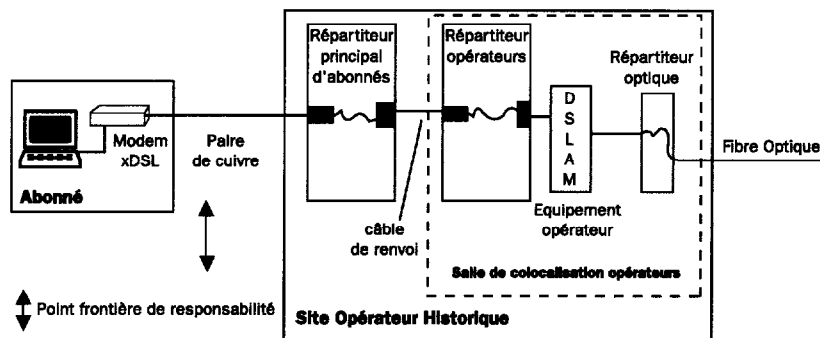 Répartiteur
principal
d'abonnés
Répartiteur
opérateurs
Répartiteur
optique
D
S
L
A
M
Modem
xDSL
Paire
de cuivre
Fibre Optique
Abonné
câble
de renvoi
Equipement
opérateur
Salle de colocalisation opérateurs
Point frontière de responsabilité
Site Opérateur Historique